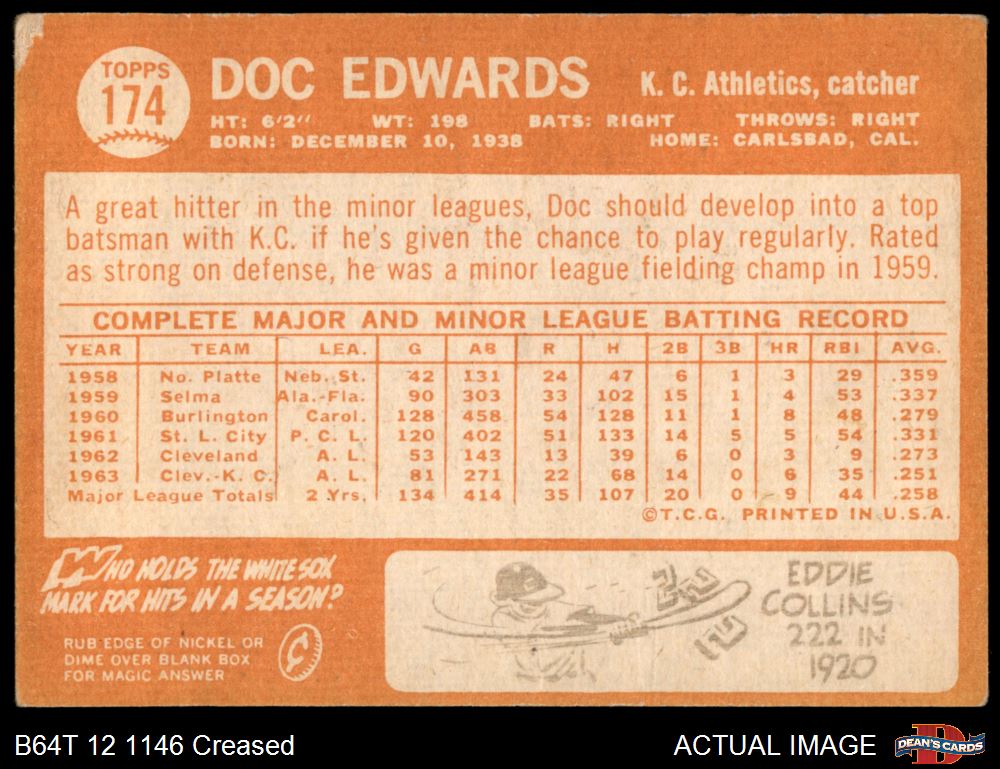 TOPPS
174
DOC EDWARDS K. C. Athletics, catcher
HT: 6'2" WT: 198 BATS: RIGHT THROWS: RIGHT
BORN: DECEMBER 10, 1938 HOME: CARLSBAD, CAL.
A great hitter in the minor leagues, Doc should develop into a top
batsman with K.C. if he's given the chance to play regularly. Rated
as strong on defense, he was a minor league fielding champ in 1959.
COMPLETE MAJOR AND MINOR LEAGUE BATTING RECORD
YEAR TEAM LEA. G AB R H 2B 3B HR RBI AVG.
1958 No. Platte Neb. St. 42 131 24 47 6 1 3 29 .359
1959 Selma Ala.-Fla. 90 303 33 102 15 1 4 53 .337
1960 Burlington Carol. 128 458 54 128 11 1 8 48 .279
1961 St. L. City P. C. L. 120 402 51 133 14 5 5 54 .331
1962 Cleveland A. L. 53 143 13 39 6 0 3 9 .273
1963 Clev.-K. C. A. L. 81 271 22 68 14 0 6 35 .251
Major League Totals 2 Yrs. 134 414 35 107 20 0 9 44 .258
©T.C.G. PRINTED IN U.S.A.
WHO HOLDS THE WHITE SOX
MARK FOR HITS IN A SEASON?
RUB EDGE OF NICKEL OR
DIME OVER BLANK BOX
FOR MAGIC ANSWER
¢
222
EDDIE
COLLINS
222 IN
1920
B64T 12 1146 Creased
ACTUAL IMAGE
D
DEAN'S CARDS